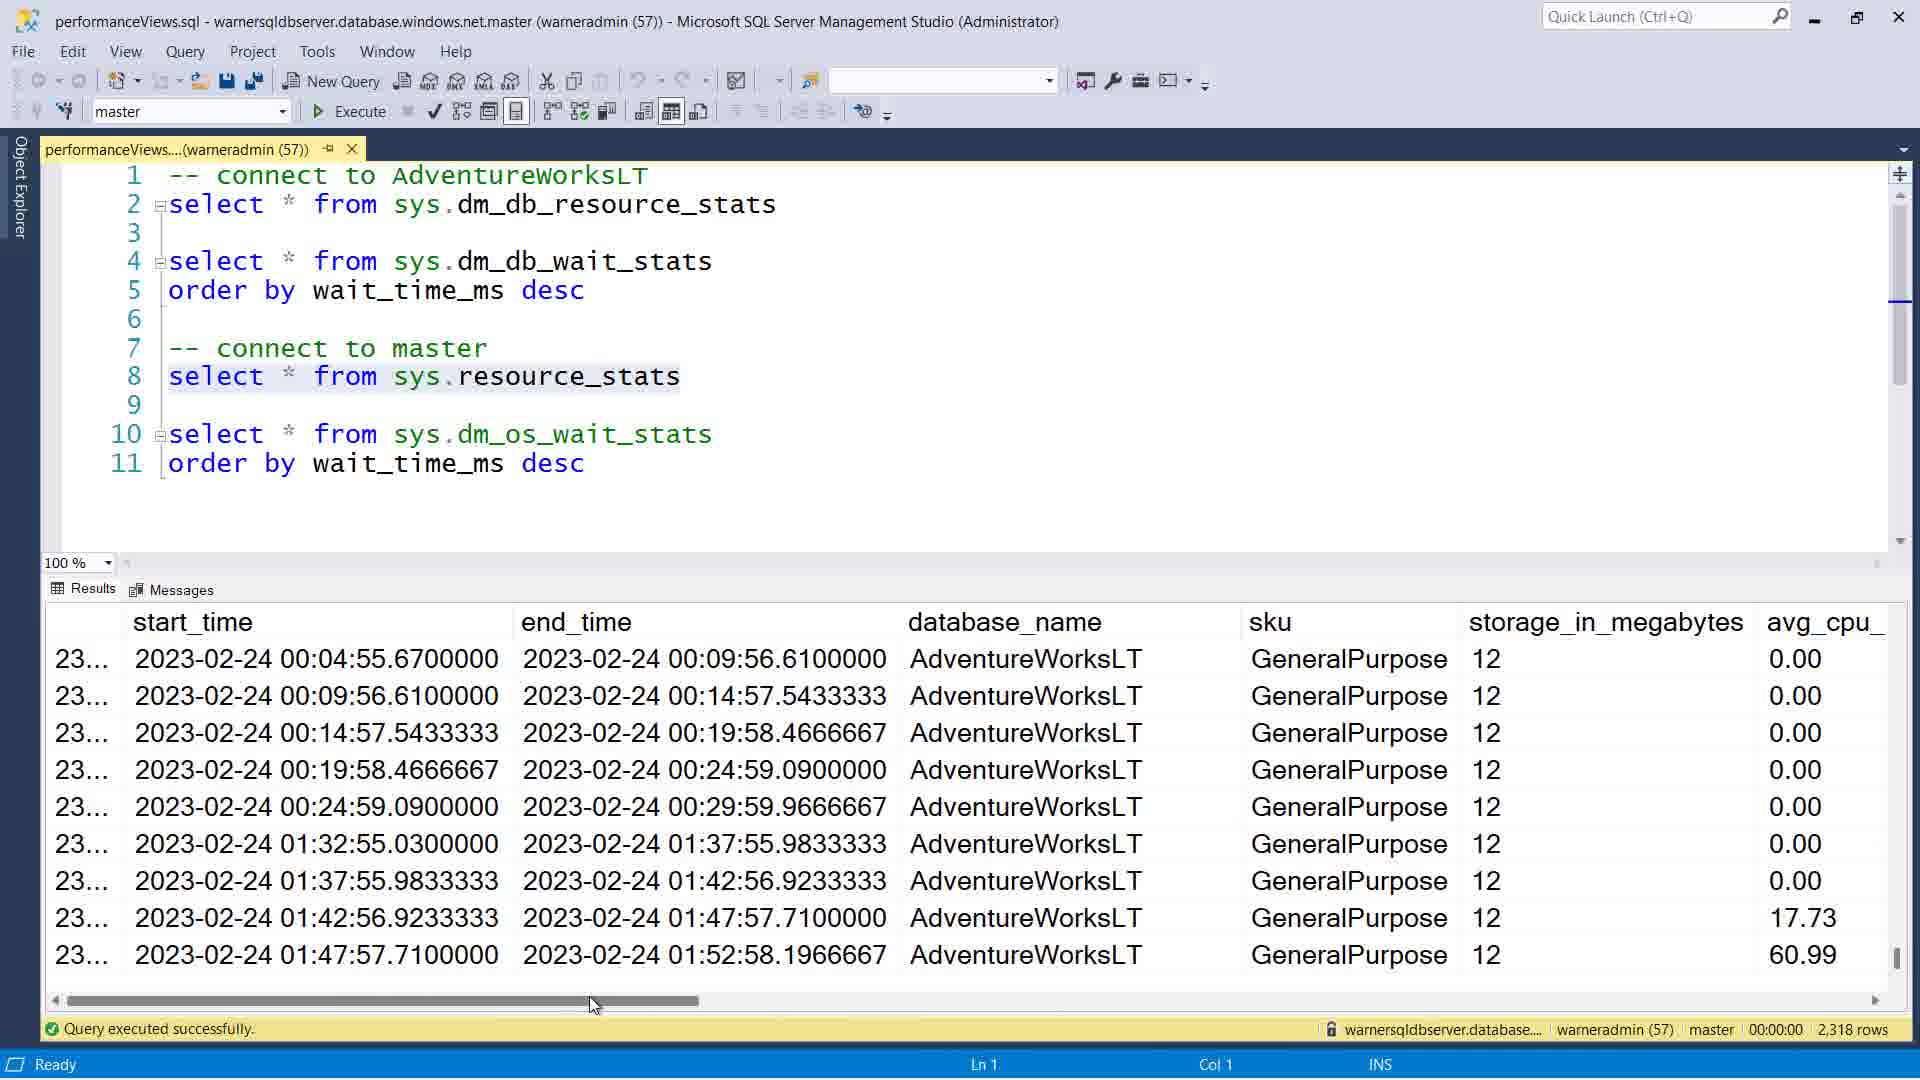 performanceViews.sql - warnersqldbserver.database.windows.net.master (warneradmin (57)) - Microsoft SQL Server Management Studio (Administrator)
Quick Launch (Ctrl+Q)
File Edit View Query Project Tools Window Help
New Query
master Execute
Object Explorer
performanceViews....(warneradmin (57))
1 -- connect to AdventureWorksLT
2 select * from sys.dm_db_resource_stats
3
4 select * from sys.dm_db_wait_stats
5 order by wait_time_ms desc
6
7 -- connect to master
8 select * from sys.resource_stats
9
10 select * from sys.dm_os_wait_stats
11 order by wait_time_ms desc
100 %
Results Messages
start_time end_time database_name sku storage_in_megabytes avg_cpu_
23... 2023-02-24 00:04:55.6700000 2023-02-24 00:09:56.6100000 AdventureWorksLT GeneralPurpose 12 0.00
23... 2023-02-24 00:09:56.6100000 2023-02-24 00:14:57.5433333 AdventureWorksLT GeneralPurpose 12 0.00
23... 2023-02-24 00:14:57.5433333 2023-02-24 00:19:58.4666667 AdventureWorksLT GeneralPurpose 12 0.00
23... 2023-02-24 00:19:58.4666667 2023-02-24 00:24:59.0900000 AdventureWorksLT GeneralPurpose 12 0.00
23... 2023-02-24 00:24:59.0900000 2023-02-24 00:29:59.9666667 AdventureWorksLT GeneralPurpose 12 0.00
23... 2023-02-24 01:32:55.0300000 2023-02-24 01:37:55.9833333 AdventureWorksLT GeneralPurpose 12 0.00
23... 2023-02-24 01:37:55.9833333 2023-02-24 01:42:56.9233333 AdventureWorksLT GeneralPurpose 12 0.00
23... 2023-02-24 01:42:56.9233333 2023-02-24 01:47:57.7100000 AdventureWorksLT GeneralPurpose 12 17.73
23... 2023-02-24 01:47:57.7100000 2023-02-24 01:52:58.1966667 AdventureWorksLT GeneralPurpose 12 60.99
Query executed successfully. warnersqldbserver.database.... warneradmin (57) master 00:00:00 2,318 rows
Ready Ln 1 Col 1 INS